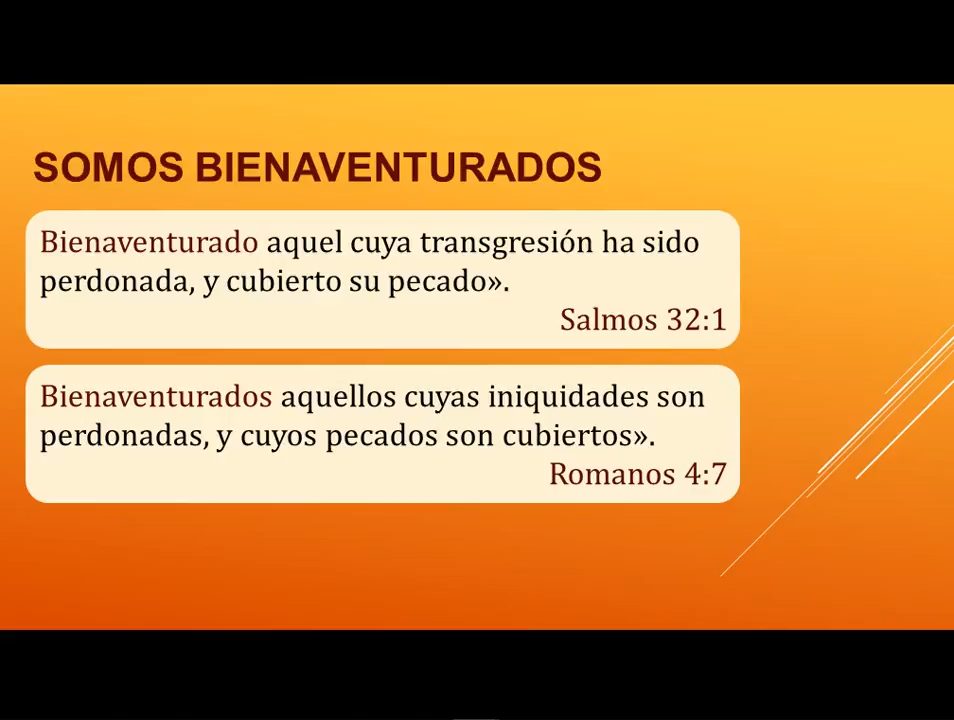 SOMOS BIENAVENTURADOS
Bienaventurado aquel cuya transgresión ha sido
perdonada, y cubierto su pecado».
Salmos 32:1
Bienaventurados aquellos cuyas iniquidades son
perdonadas, y cuyos pecados son cubiertos».
Romanos 4:7